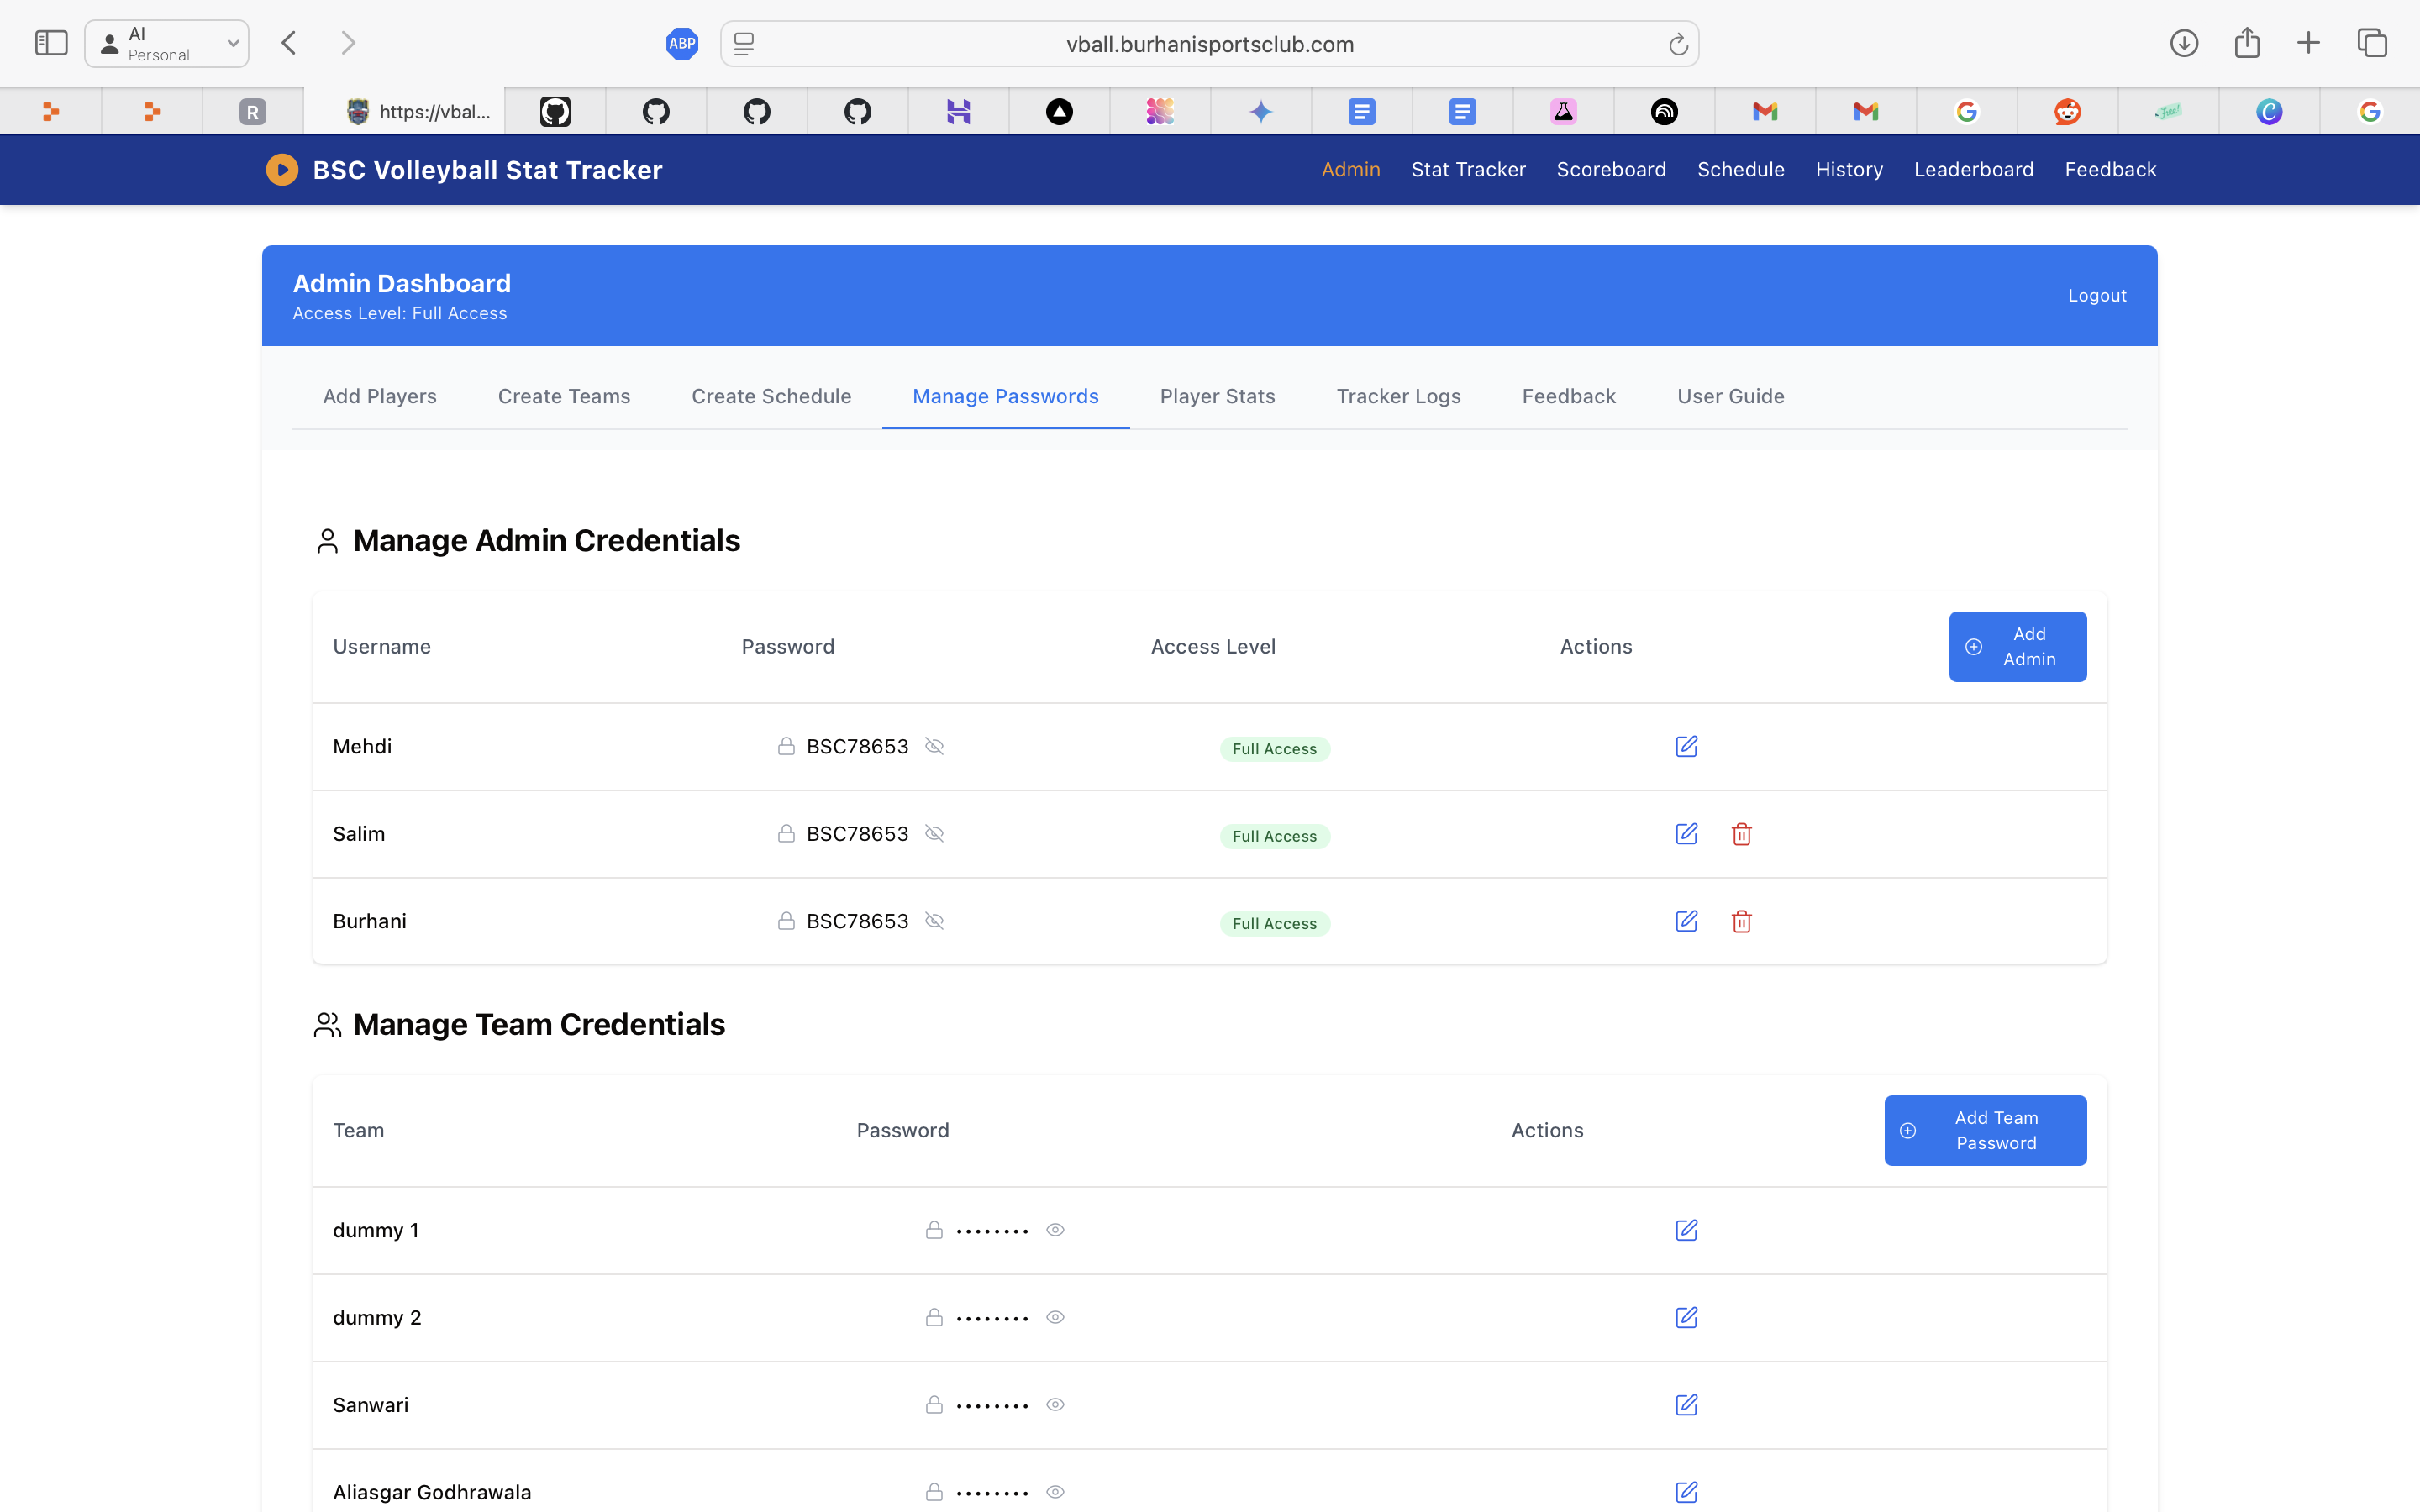 AI
Personal
ABP
vball.burhanisportsclub.com
R
https://vbal...
Free!
BSC Volleyball Stat Tracker
Admin
Stat Tracker
Scoreboard
Schedule
History
Leaderboard
Feedback
Admin Dashboard
Access Level: Full Access
Logout
Add Players
Create Teams
Create Schedule
Manage Passwords
Player Stats
Tracker Logs
Feedback
User Guide
Manage Admin Credentials
Username
Password
Access Level
Actions
Add
Admin
Mehdi
BSC78653
Full Access
Salim
BSC78653
Full Access
Burhani
BSC78653
Full Access
Manage Team Credentials
Team
Password
Actions
Add Team
Password
dummy 1
••••••••
dummy 2
••••••••
Sanwari
••••••••
Aliasgar Godhrawala
••••••••